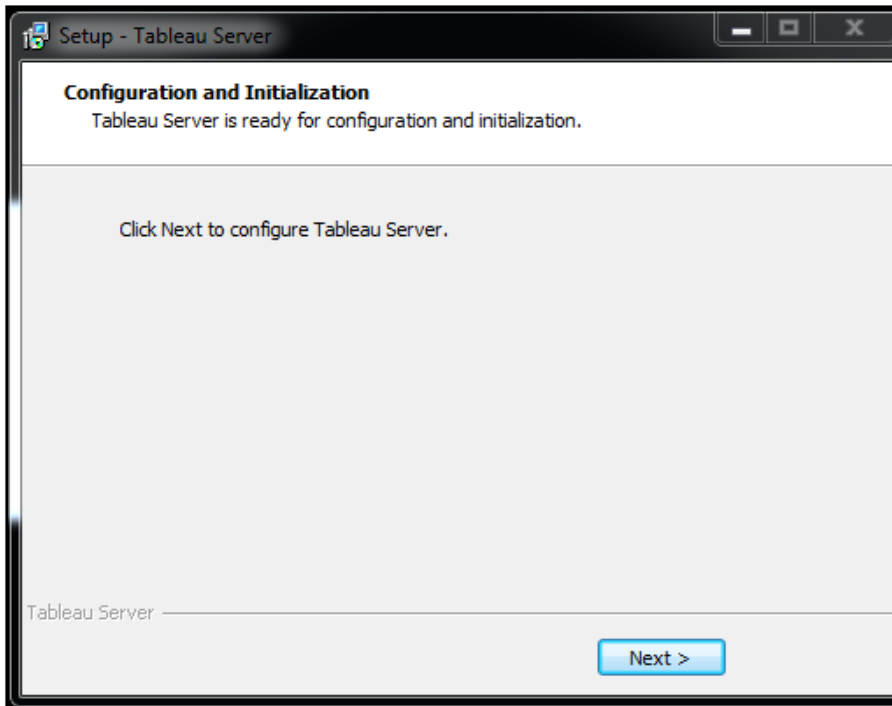 Setup - Tableau Server
Configuration and Initialization
Tableau Server is ready for configuration and initialization.
Click Next to configure Tableau Server.
Tableau Server
Next >